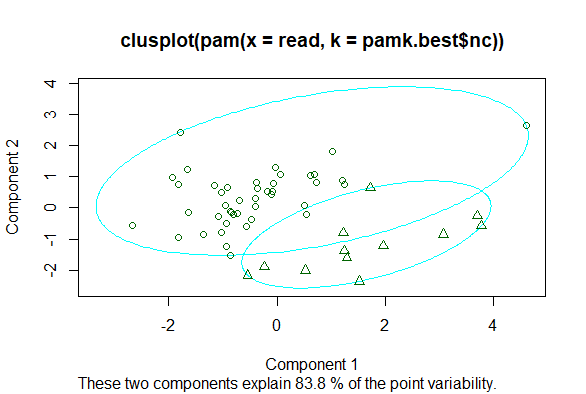 clusplot(pam(x = read, k = pamk.best$nc))
Component 2
4
3
2
1
0
-1
-2
-2 0 2 4
Component 1
These two components explain 83.8 % of the point variability.